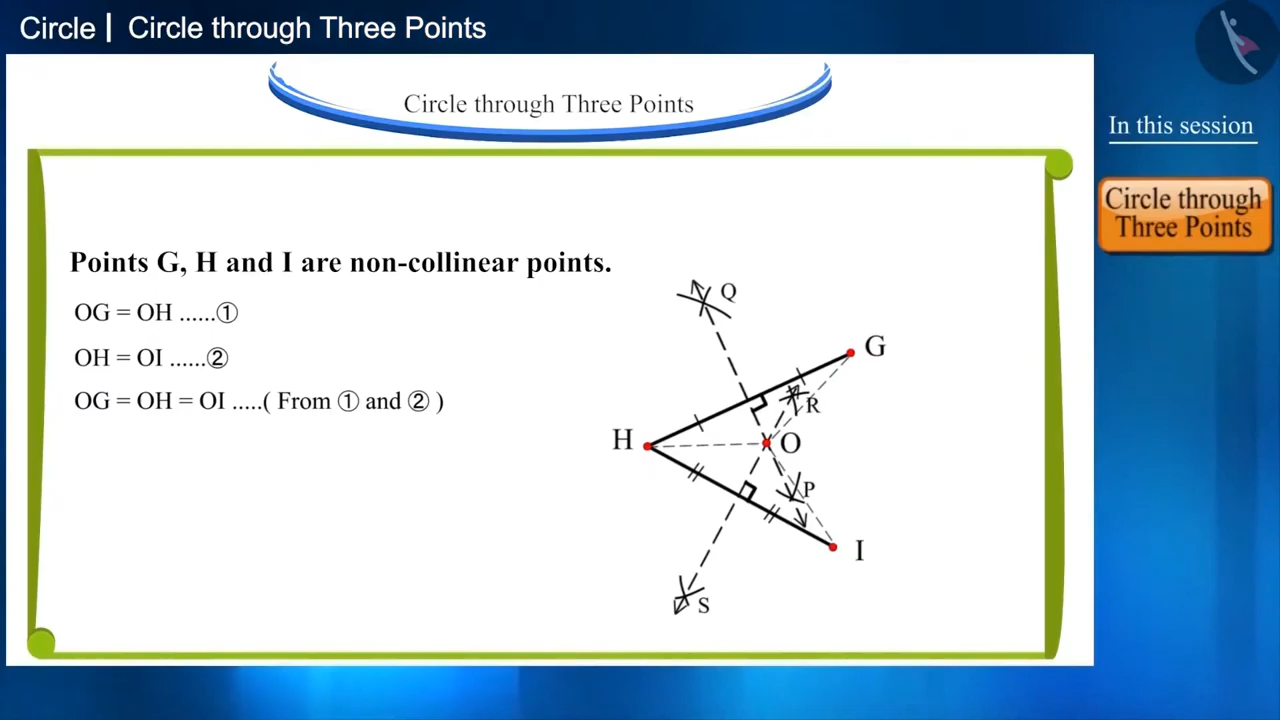 Circle | Circle through Three Points
Circle through Three Points
In this session
Circle through
Three Points
Points G, H and I are non-collinear points.
OG = OH ......①
OH = OI ......②
OG = OH = OI .....( From ① and ② )
Q
G
R
H
O
P
I
S